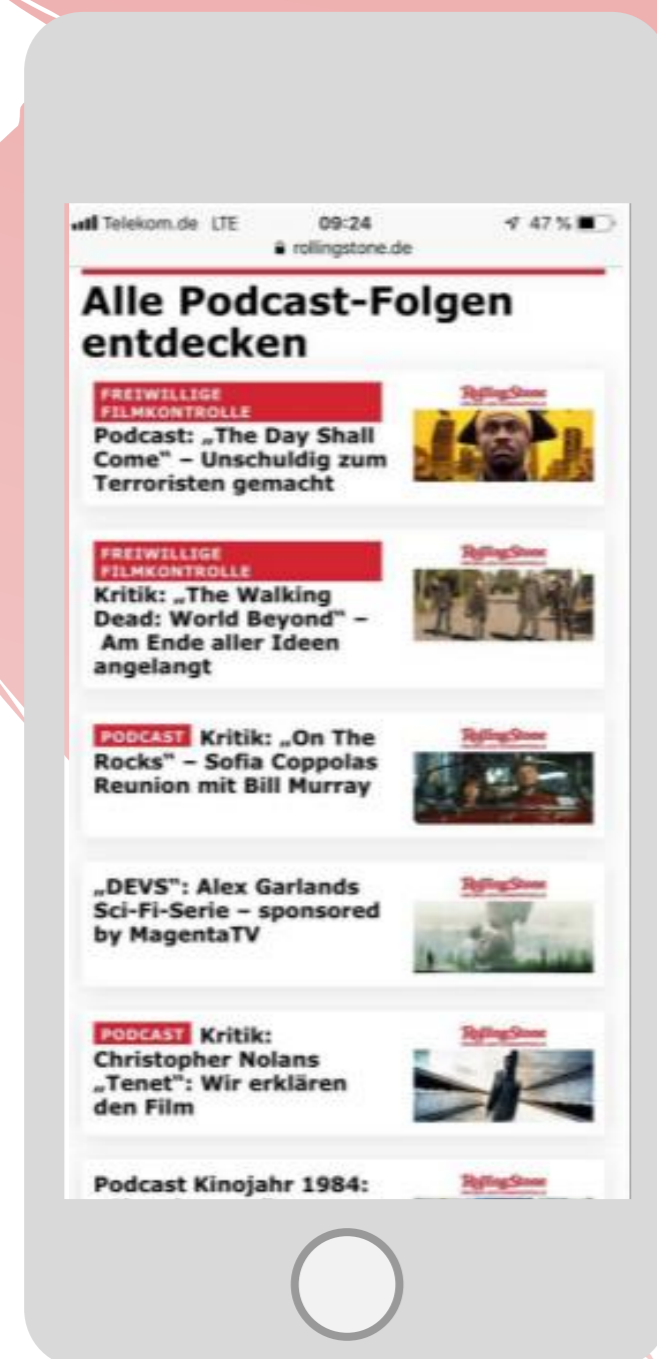 Telekom.de LTE 09:24 47 %
rollingstone.de
Alle Podcast-Folgen
entdecken
FREIWILLIGE
FILMKONTROLLE
Podcast: „The Day Shall
Come“ – Unschuldig zum
Terroristen gemacht
RollingStone
FREIWILLIGE
FILMKONTROLLE
Kritik: „The Walking
Dead: World Beyond“ –
Am Ende aller Ideen
angelangt
RollingStone
PODCAST Kritik: „On The
Rocks“ – Sofia Coppolas
Reunion mit Bill Murray
RollingStone
„DEVS“: Alex Garlands
Sci-Fi-Serie – sponsored
by MagentaTV
RollingStone
PODCAST Kritik:
Christopher Nolans
„Tenet“: Wir erklären
den Film
RollingStone
Podcast Kinojahr 1984:
RollingStone